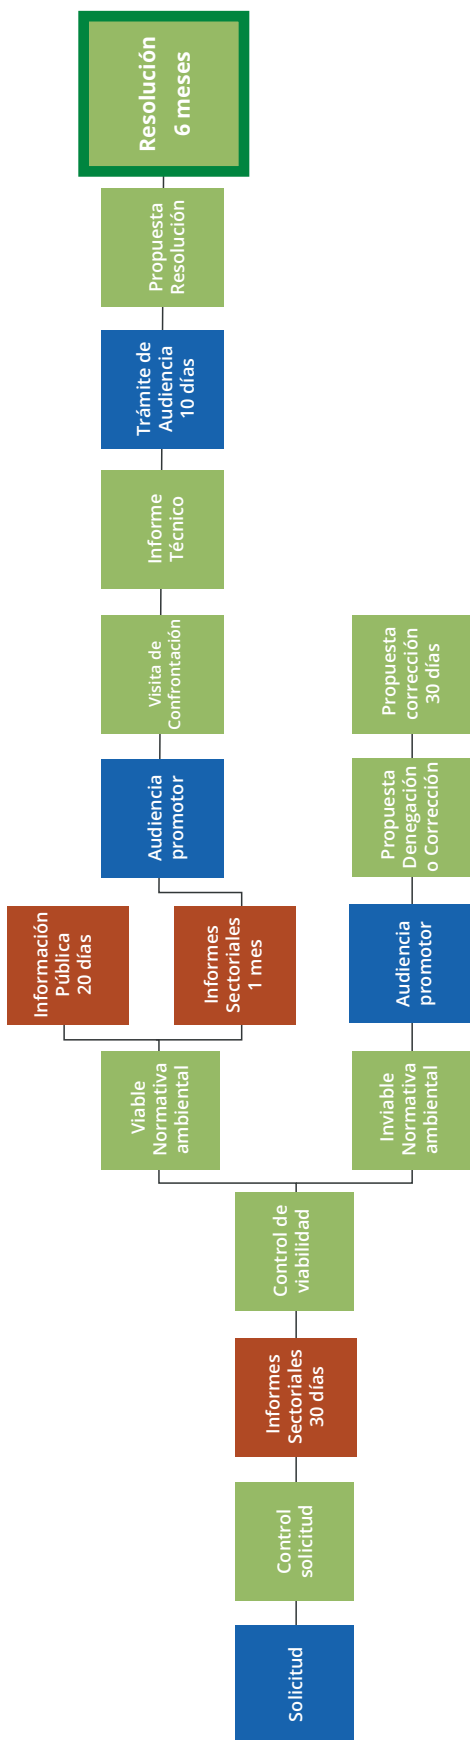 Solicitud
Control
solicitud
Informes
Sectoriales
30 días
Control de
viabilidad
Viable
Normativa
ambiental
Información
Pública
20 días
Informes
Sectoriales
1 mes
Audiencia
promotor
Visita de
Confrontación
Informe
Técnico
Trámite de
Audiencia
10 días
Propuesta
Resolución
Resolución
6 meses
Inviable
Normativa
ambiental
Audiencia
promotor
Propuesta
Denegación
o Corrección
Propuesta
corrección
30 días